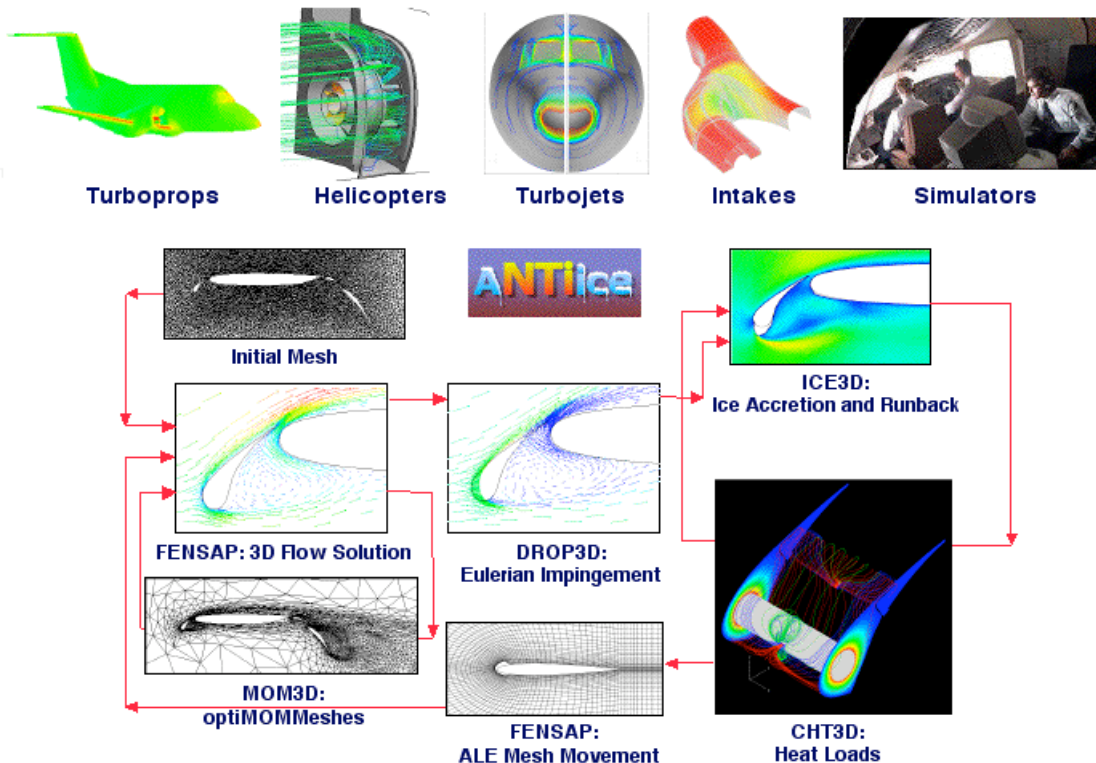 Turboprops
Helicopters
Turbojets
Intakes
Simulators
ANTiIce
Initial Mesh
ICE3D:
Ice Accretion and Runback
FENSAP: 3D Flow Solution
DROP3D:
Eulerian Impingement
MOM3D:
optiMOMMeshes
FENSAP:
ALE Mesh Movement
CHT3D:
Heat Loads